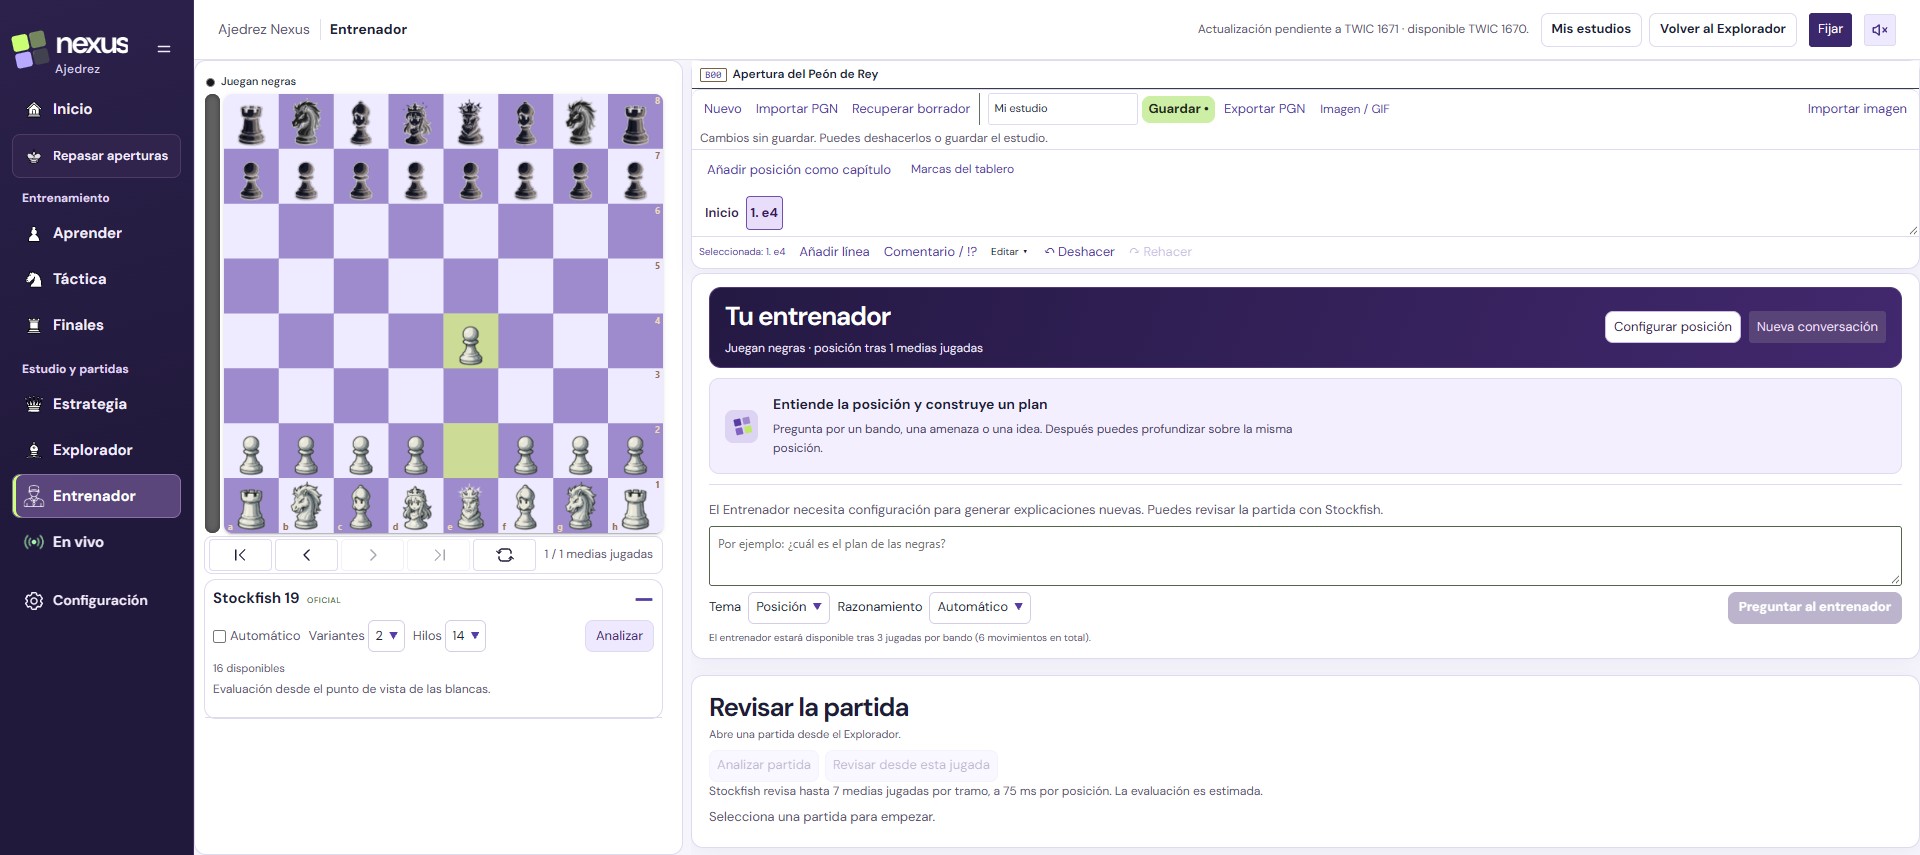 nexus
Ajedrez
Inicio
Repasar aperturas
Entrenamiento
Aprender
Táctica
Finales
Estudio y partidas
Estrategia
Explorador
Entrenador
En vivo
Configuración
Ajedrez Nexus
Entrenador
Actualización pendiente a TWIC 1671 · disponible TWIC 1670.
Mis estudios
Volver al Explorador
Fijar
Juegan negras
8
7
6
5
4
3
2
1
a b c d e f g h
1 / 1 medias jugadas
Stockfish 19 OFICIAL
Automático Variantes 2 Hilos 14 Analizar
16 disponibles
Evaluación desde el punto de vista de las blancas.
B00 Apertura del Peón de Rey
Nuevo Importar PGN Recuperar borrador Mi estudio Guardar • Exportar PGN Imagen / GIF Importar imagen
Cambios sin guardar. Puedes deshacerlos o guardar el estudio.
Añadir posición como capítulo Marcas del tablero
Inicio 1. e4
Seleccionada: 1. e4 Añadir línea Comentario / !? Editar Deshacer Rehacer
Tu entrenador
Juegan negras · posición tras 1 medias jugadas
Configurar posición Nueva conversación
Entiende la posición y construye un plan
Pregunta por un bando, una amenaza o una idea. Después puedes profundizar sobre la misma
posición.
El Entrenador necesita configuración para generar explicaciones nuevas. Puedes revisar la partida con Stockfish.
Por ejemplo: ¿cuál es el plan de las negras?
Tema Posición Razonamiento Automático Preguntar al entrenador
El entrenador estará disponible tras 3 jugadas por bando (6 movimientos en total).
Revisar la partida
Abre una partida desde el Explorador.
Analizar partida Revisar desde esta jugada
Stockfish revisa hasta 7 medias jugadas por tramo, a 75 ms por posición. La evaluación es estimada.
Selecciona una partida para empezar.